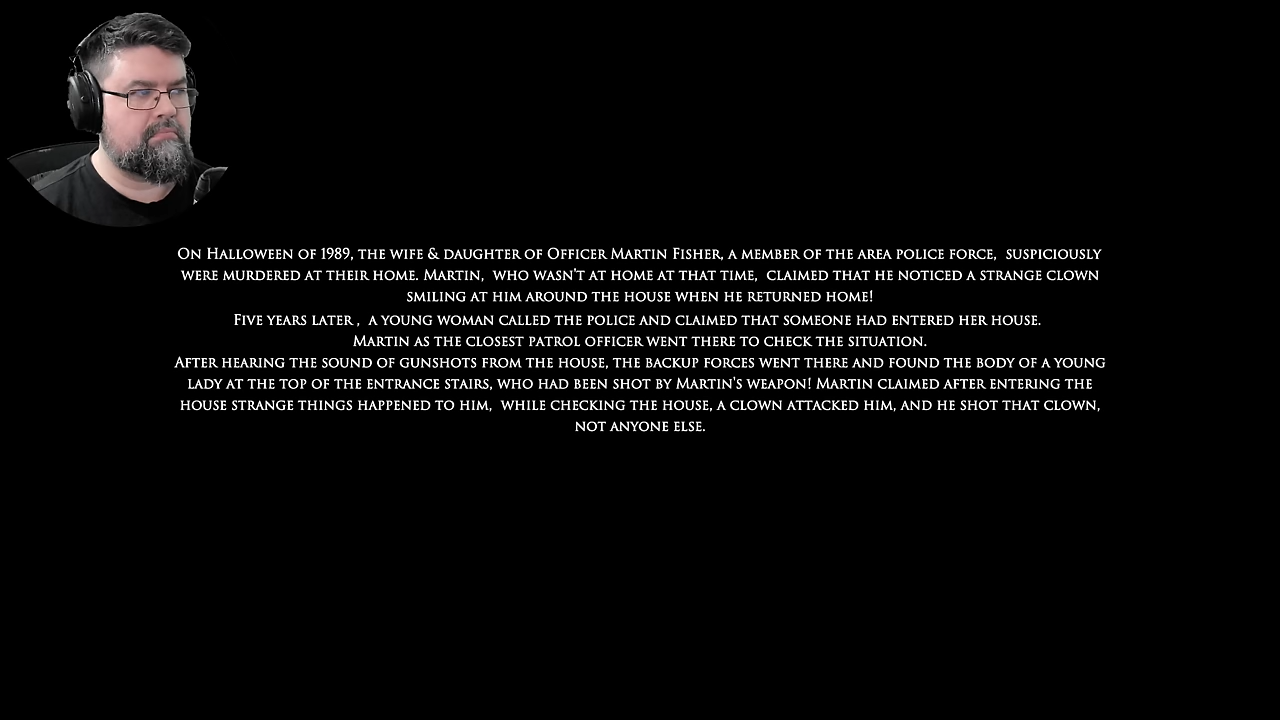 On Halloween of 1989, the wife & daughter of Officer Martin Fisher, a member of the area police force, suspiciously
were murdered at their home. Martin, who wasn't at home at that time, claimed that he noticed a strange clown
smiling at him around the house when he returned home!
Five years later , a young woman called the police and claimed that someone had entered her house.
Martin as the closest patrol officer went there to check the situation.
After hearing the sound of gunshots from the house, the backup forces went there and found the body of a young
lady at the top of the entrance stairs, who had been shot by Martin's weapon! Martin claimed after entering the
house strange things happened to him, while checking the house, a clown attacked him, and he shot that clown,
not anyone else.